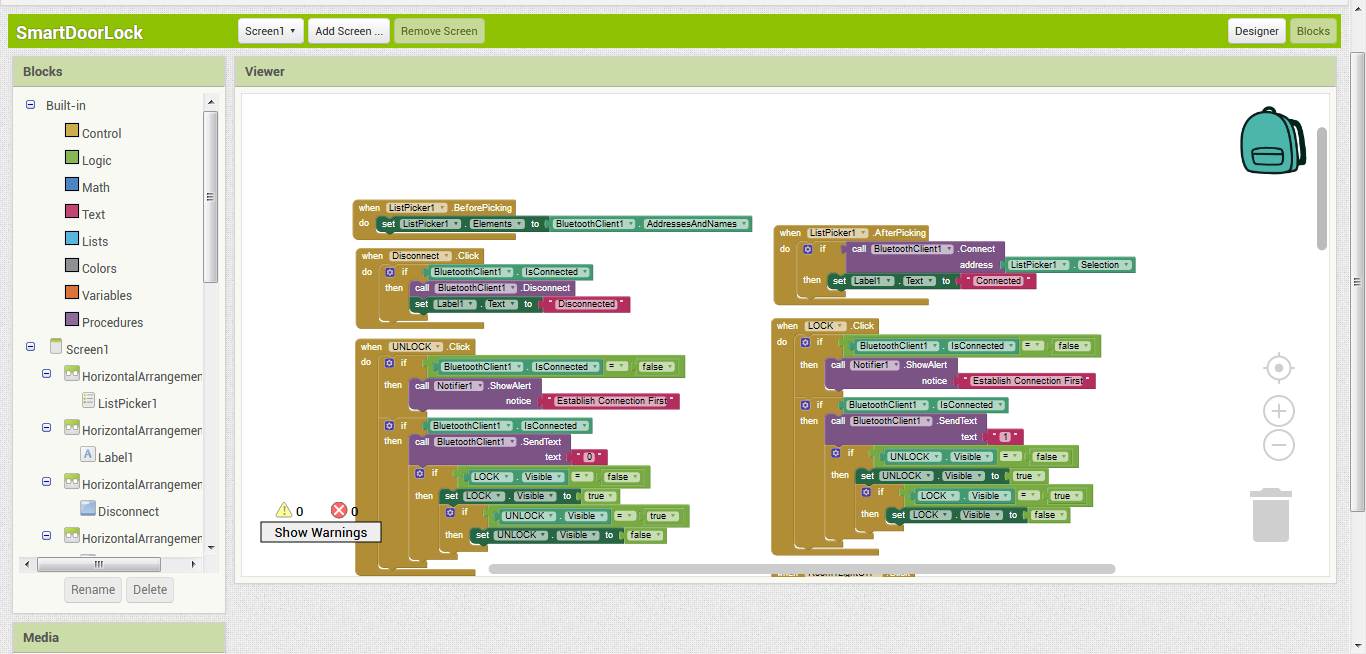 SmartDoorLock
Screen1 Add Screen ... Remove Screen Designer Blocks
Blocks
Built-in
Control
Logic
Math
Text
Lists
Colors
Variables
Procedures
Screen1
HorizontalArrangemen
ListPicker1
HorizontalArrangemen
Label1
HorizontalArrangemen
Disconnect
HorizontalArrangemen
Rename Delete
Media
Viewer
when ListPicker1 .BeforePicking
do set ListPicker1 . Elements to BluetoothClient1 . AddressesAndNames
when Disconnect .Click
do if BluetoothClient1 . IsConnected
then call BluetoothClient1 .Disconnect
set Label1 . Text to " Disconnected "
when UNLOCK .Click
do if BluetoothClient1 . IsConnected = false
then call Notifier1 .ShowAlert
notice " Establish Connection First "
if BluetoothClient1 . IsConnected
then call BluetoothClient1 .SendText
text " 0 "
if LOCK . Visible = false
then set LOCK . Visible to true
if UNLOCK . Visible = true
then set UNLOCK . Visible to false
0 0
Show Warnings
when ListPicker1 .AfterPicking
do if call BluetoothClient1 .Connect
address ListPicker1 . Selection
then set Label1 . Text to " Connected "
when LOCK .Click
do if BluetoothClient1 . IsConnected = false
then call Notifier1 .ShowAlert
notice " Establish Connection First "
if BluetoothClient1 . IsConnected
then call BluetoothClient1 .SendText
text " 1 "
if UNLOCK . Visible = false
then set UNLOCK . Visible to true
if LOCK . Visible = true
then set LOCK . Visible to false